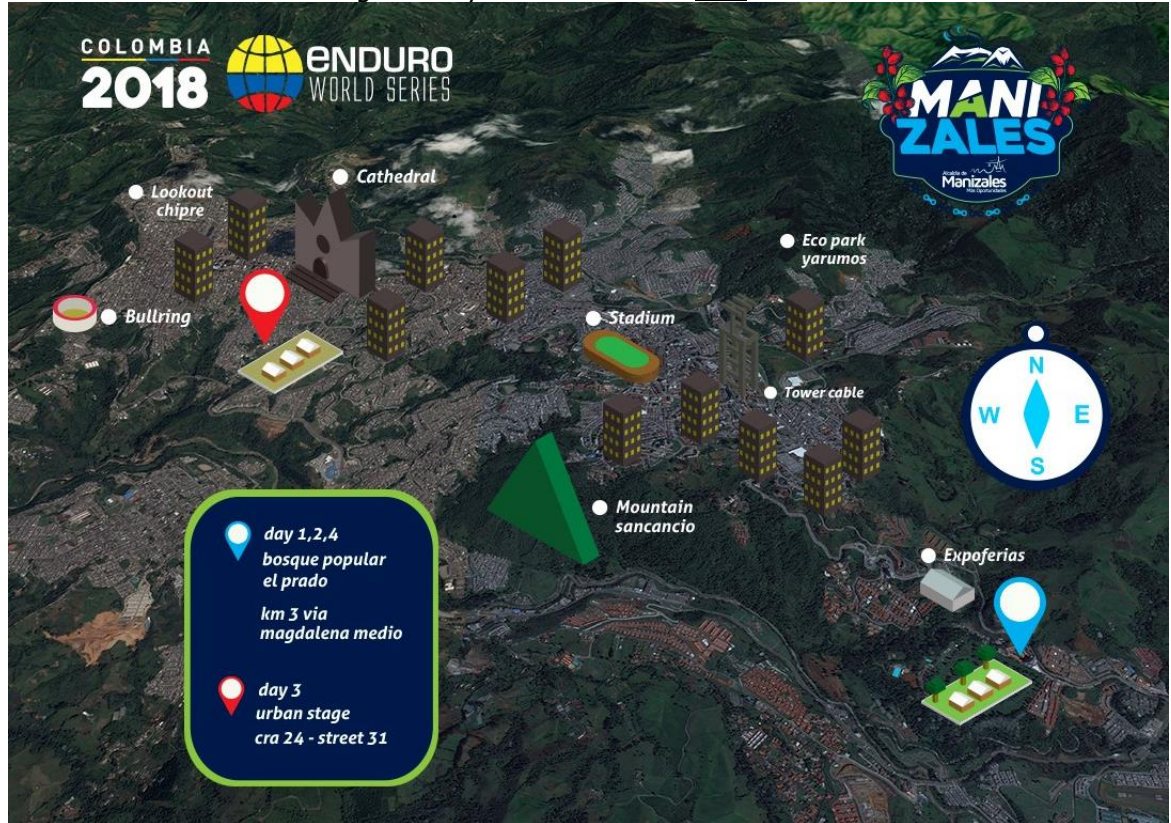 COLOMBIA
2018
ENDURO
WORLD SERIES
MANI
ZALES
Alcaldía de
Manizales
Más Oportunidades
Lookout
chipre
Cathedral
Eco park
yarumos
Bullring
Stadium
Tower cable
N
W E
S
Mountain
sancancio
Expoferias
day 1,2,4
bosque popular
el prado
km 3 via
magdalena medio
day 3
urban stage
cra 24 - street 31